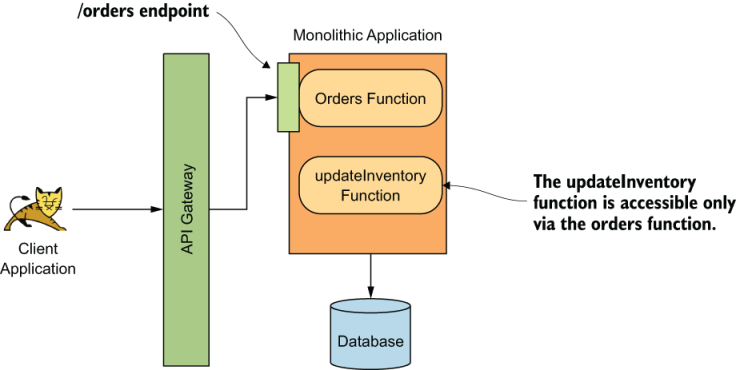 /orders endpoint
Monolithic Application
Orders Function
updateInventory
Function
The updateInventory
function is accessible only
via the orders function.
API Gateway
Client
Application
Database